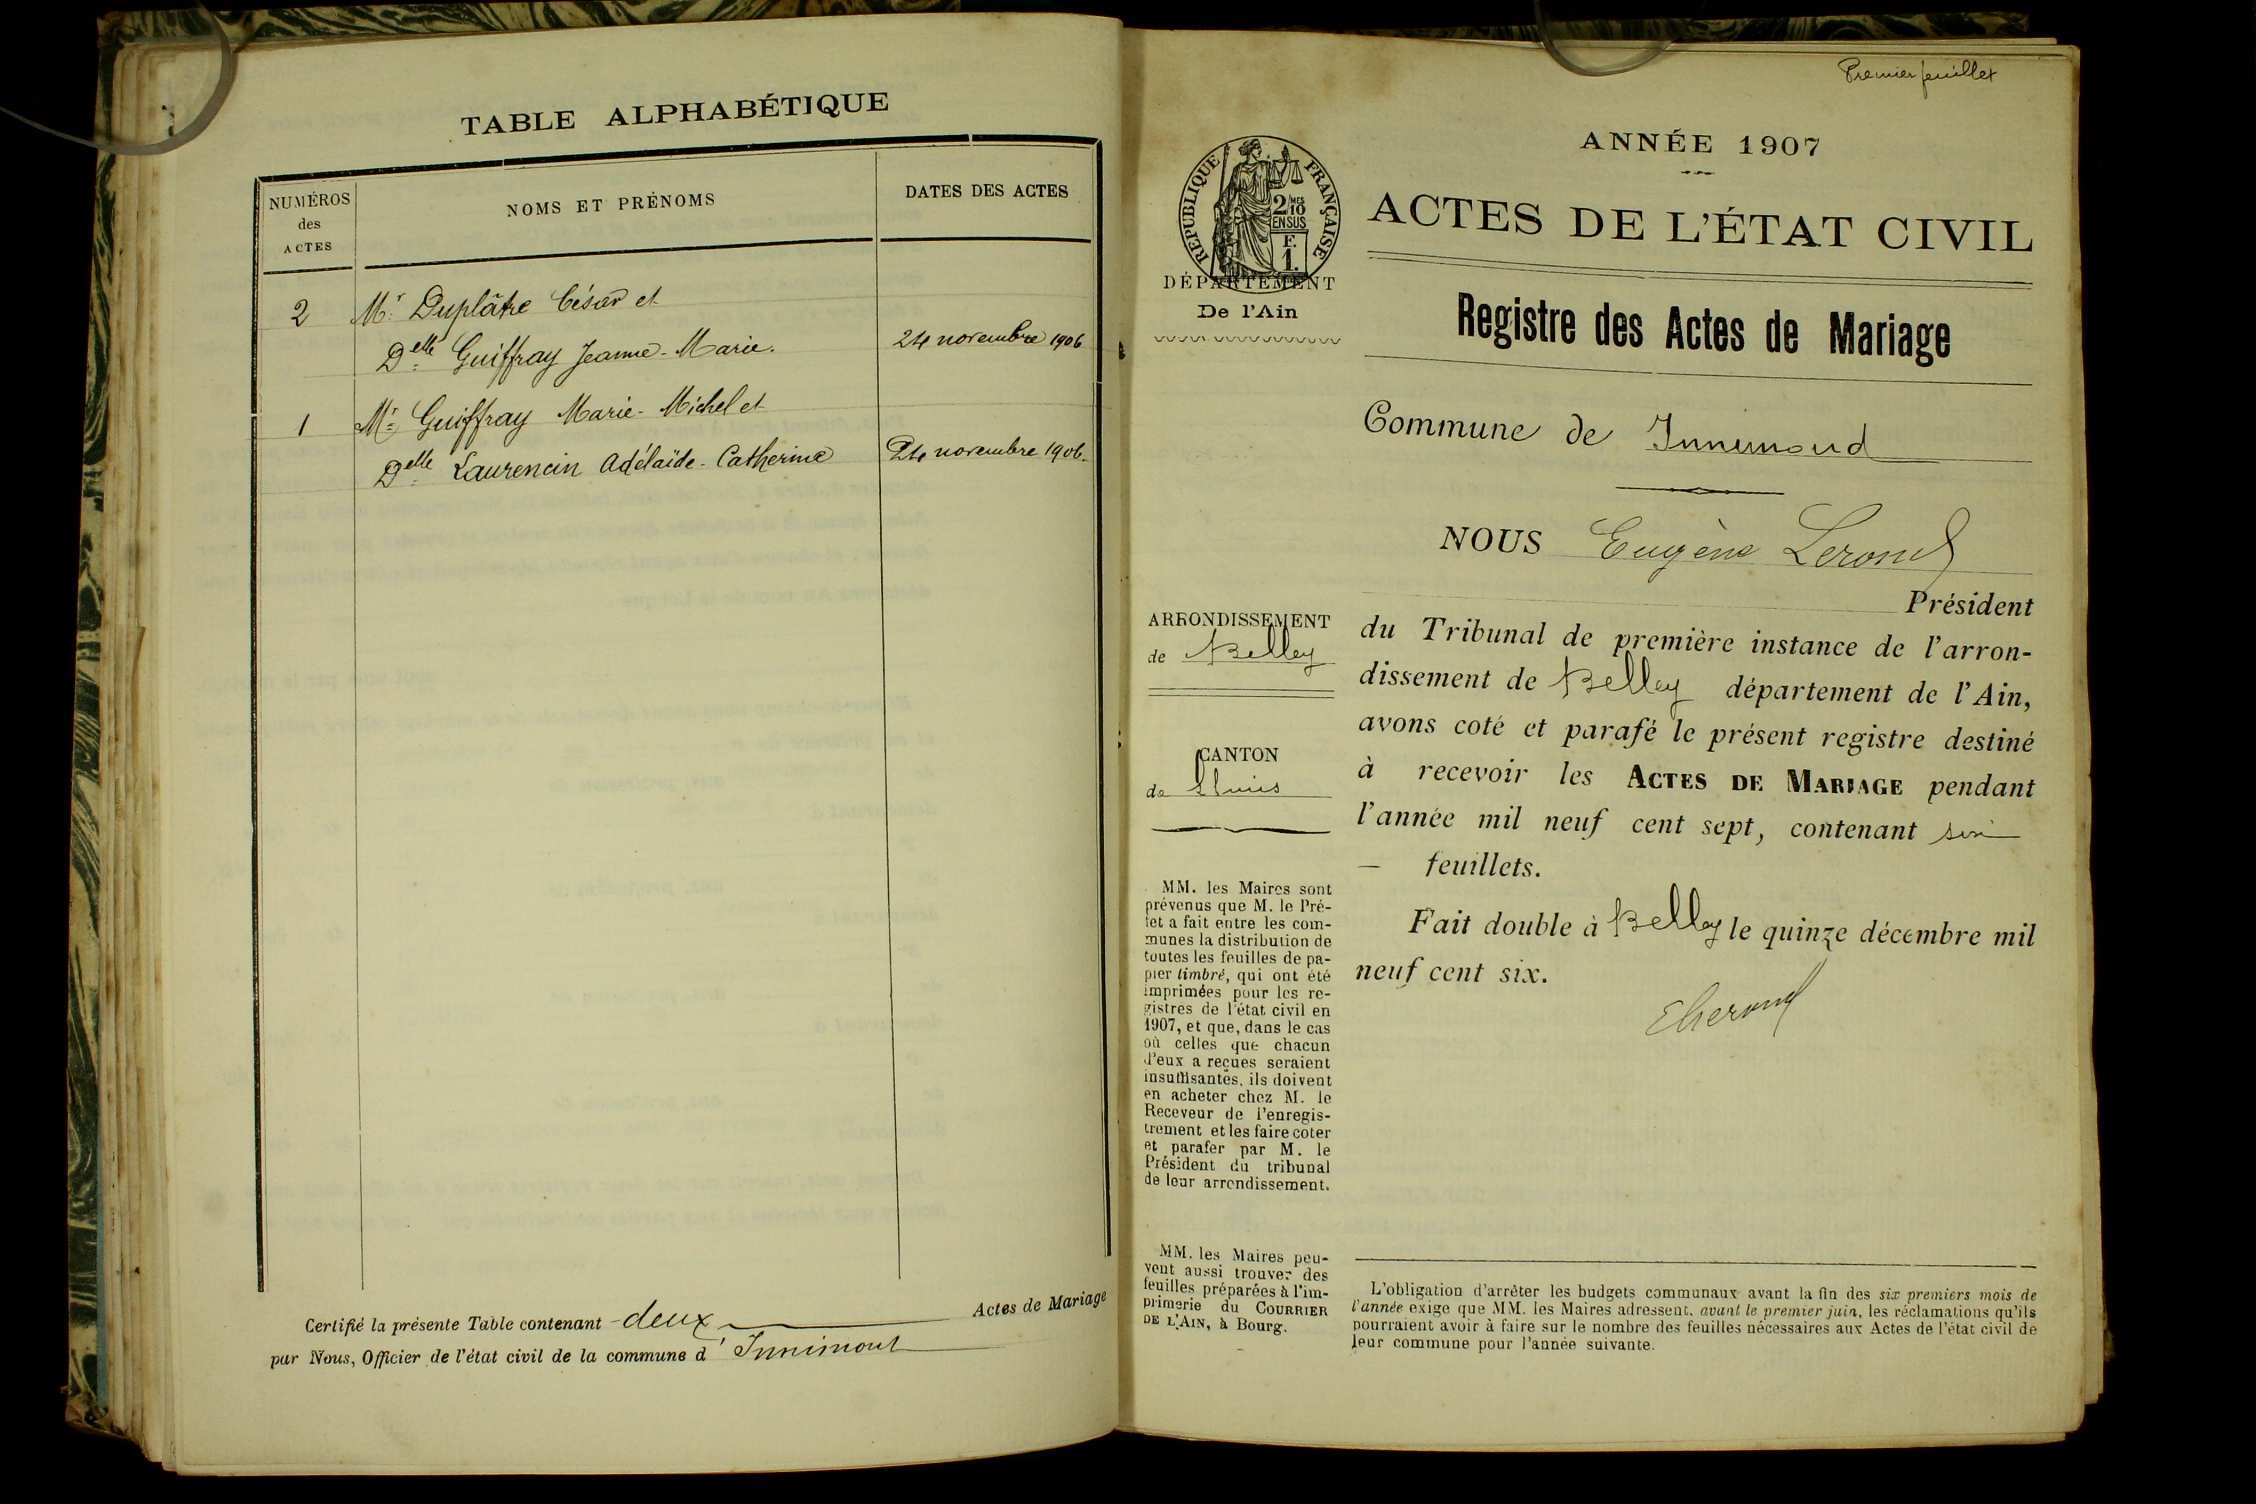 TABLE ALPHABÉTIQUE
NUMÉROS
des
ACTES
NOMS ET PRÉNOMS
DATES DES ACTES
2 Mr Duplâtre César et
Delle Guiffray Jeanne-Marie. 24 novembre 1906
1 Mr Guiffray Marie-Michel et
Delle Laurencin Adélaïde-Catherine 24 novembre 1906.
Certifié la présente Table contenant deux Actes de Mariage
par Nous, Officier de l'état civil de la commune d'Innimont
Premier feuillet
ANNÉE 1907
ACTES DE L'ÉTAT CIVIL
Registre des Actes de Mariage
RÉPUBLIQUE FRANÇAISE
2/10 MES
EN SUS
F.
1.
DÉPARTEMENT
De l'Ain
Commune de Innimond
NOUS Eugène
Président
du Tribunal de première instance de l'arron-
dissement de Belley département de l'Ain,
avons coté et parafé le présent registre destiné
à recevoir les ACTES DE MARIAGE pendant
l'année mil neuf cent sept, contenant six
— feuillets.
Fait double à Belley le quinze décembre mil
neuf cent six.
ARRONDISSEMENT
de Belley
CANTON
de Lhuis
MM. les Maires sont
prévenus que M. le Pré-
fet a fait entre les com-
munes la distribution de
toutes les feuilles de pa-
pier timbré, qui ont été
imprimées pour les re-
gistres de l'état civil en
1907, et que, dans le cas
où celles que chacun
d'eux a reçues seraient
insuffisantes, ils doivent
en acheter chez M. le
Receveur de l'enregis-
trement et les faire coter
et parafer par M. le
Président du tribunal
de leur arrondissement.
MM. les Maires peu-
vent aussi trouver des
feuilles préparées à l'im-
primerie du COURRIER
DE L'AIN, à Bourg.
L'obligation d'arrêter les budgets communaux avant la fin des six premiers mois de
l'année exige que MM. les Maires adressent, avant le premier juin, les réclamations qu'ils
pourraient avoir à faire sur le nombre des feuilles nécessaires aux Actes de l'état civil de
leur commune pour l'année suivante.